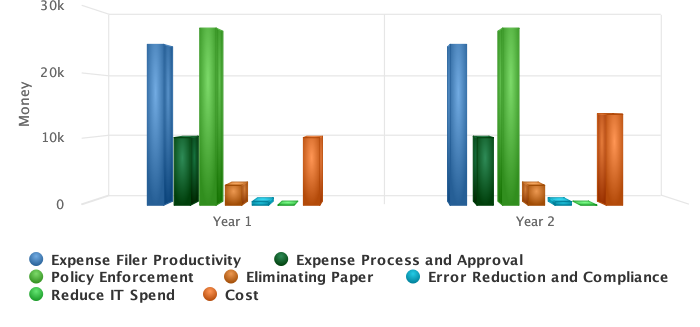 30k
20k
10k
0
Money
Year 1 Year 2
Expense Filer Productivity Expense Process and Approval
Policy Enforcement Eliminating Paper Error Reduction and Compliance
Reduce IT Spend Cost